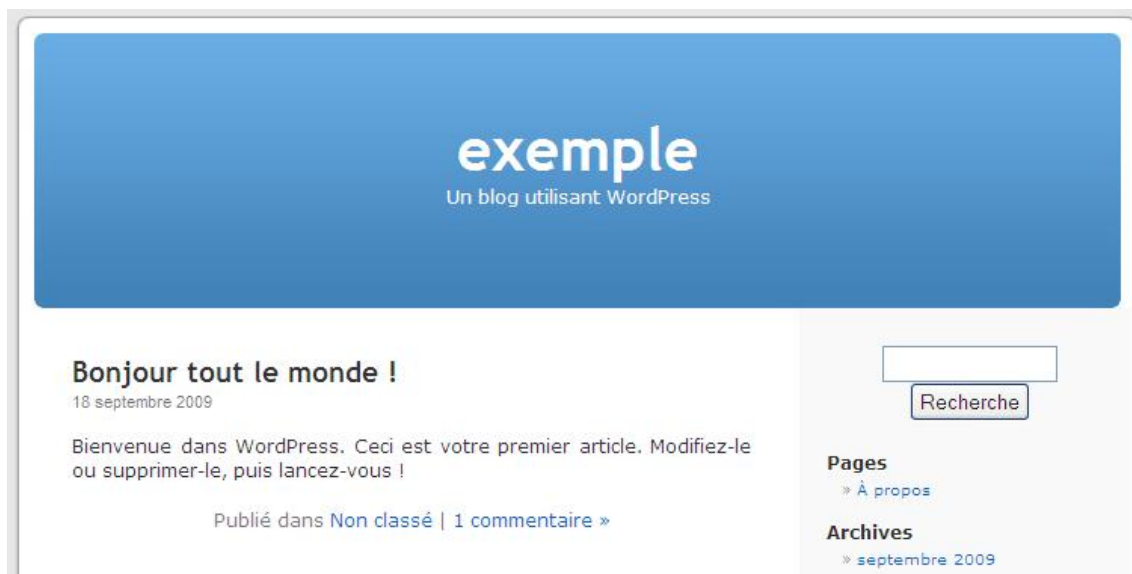 exemple
Un blog utilisant WordPress
Bonjour tout le monde !
18 septembre 2009
Bienvenue dans WordPress. Ceci est votre premier article. Modifiez-le
ou supprimer-le, puis lancez-vous !
Publié dans Non classé | 1 commentaire »
Recherche
Pages
» À propos
Archives
» septembre 2009